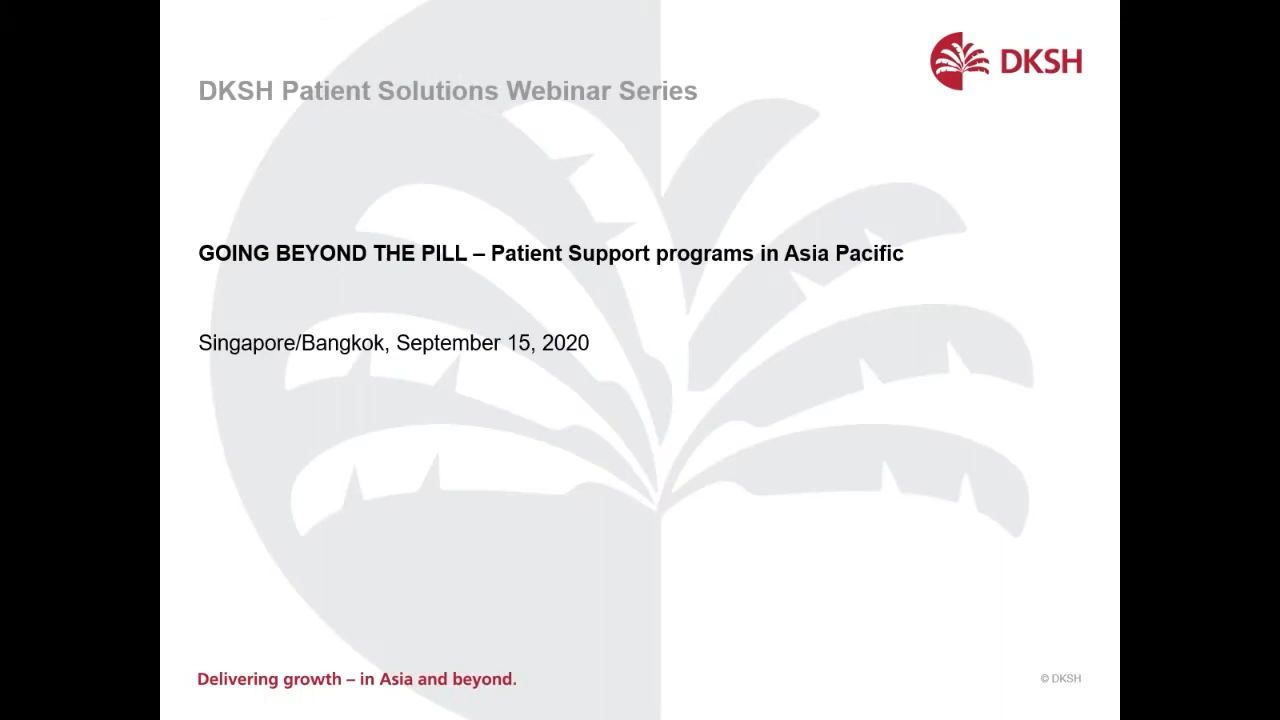 DKSH
DKSH Patient Solutions Webinar Series
GOING BEYOND THE PILL – Patient Support programs in Asia Pacific
Singapore/Bangkok, September 15, 2020
Delivering growth – in Asia and beyond.
© DKSH